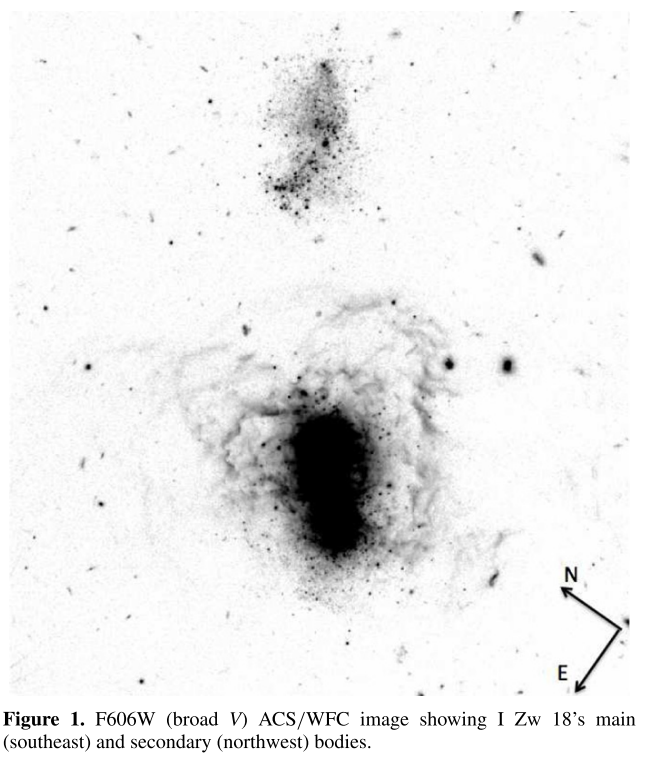 N
E
Figure 1. F606W (broad V) ACS/WFC image showing I Zw 18's main
(southeast) and secondary (northwest) bodies.